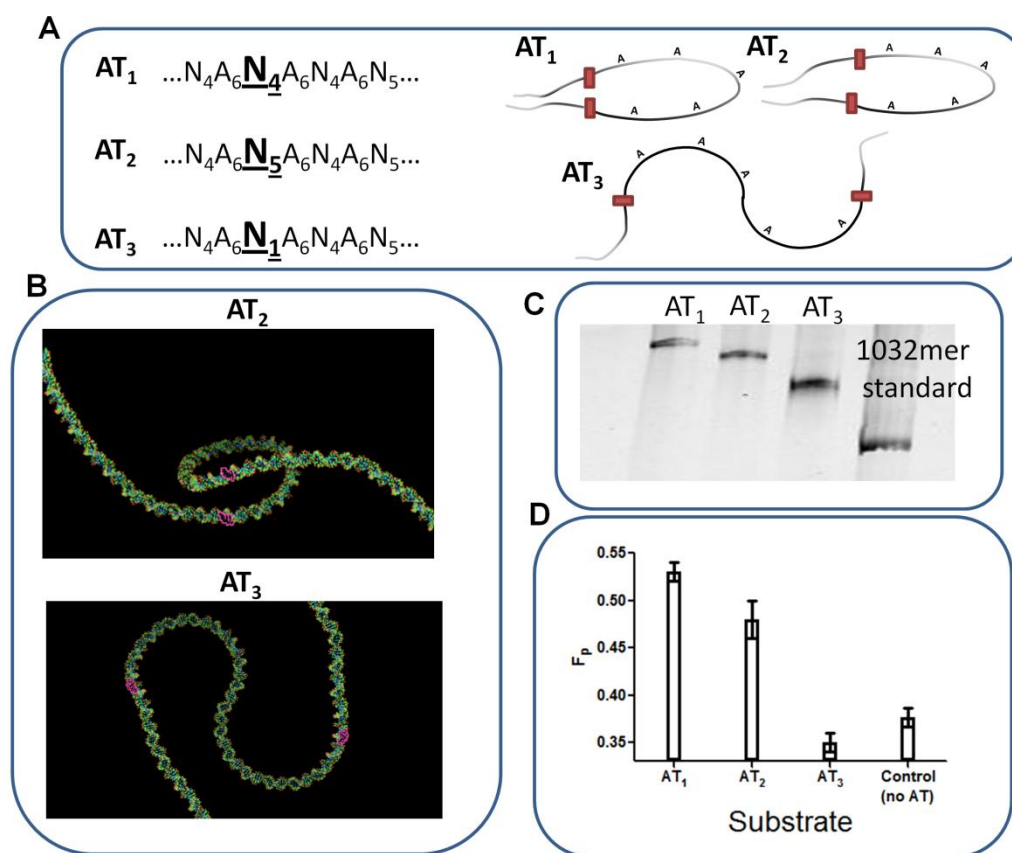 A
AT₁ ...N₄A₆N₄A₆N₄A₆N₅...
AT₂ ...N₄A₆N₅A₆N₄A₆N₅...
AT₃ ...N₄A₆N₁A₆N₄A₆N₅...
AT₁
A A A A A
AT₂
A A A A A
AT₃
A A A A A A
B
AT₂
AT₃
C
AT₁ AT₂ AT₃
1032mer
standard
D
Fₚ
0.55
0.50
0.45
0.40
0.35
AT₁ AT₂ AT₃ Control
(no AT)
Substrate